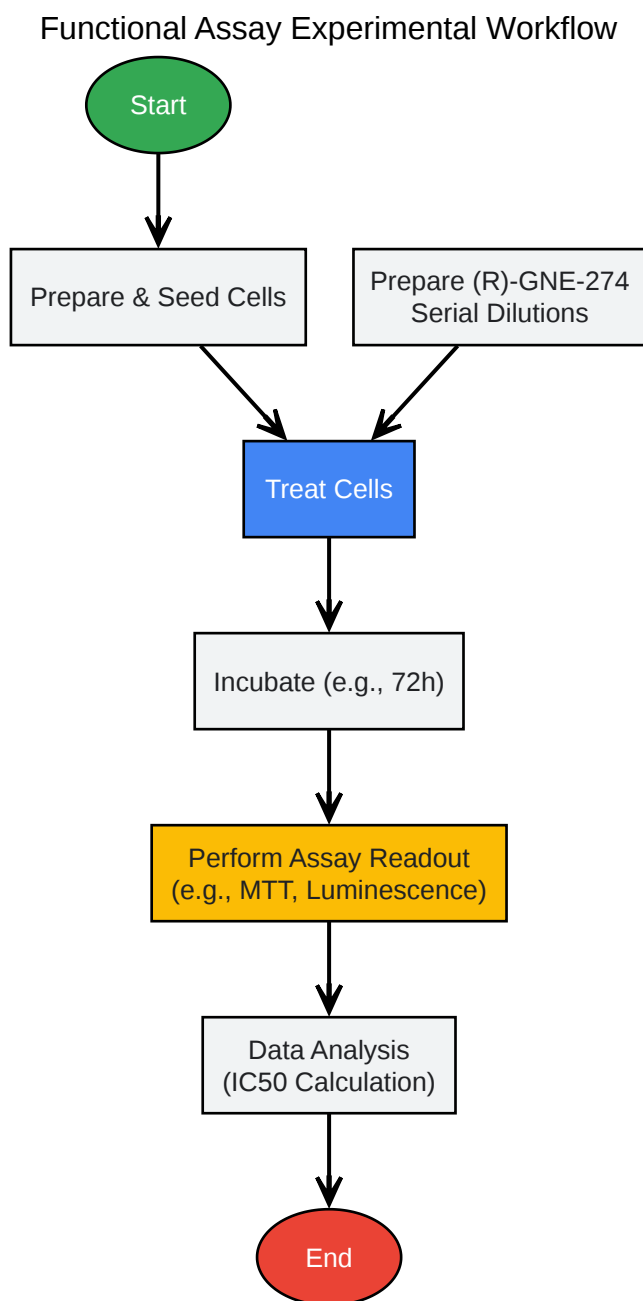 Functional Assay Experimental Workflow
Start
Prepare & Seed Cells
Prepare (R)-GNE-274
Serial Dilutions
Treat Cells
Incubate (e.g., 72h)
Perform Assay Readout
(e.g., MTT, Luminescence)
Data Analysis
(IC50 Calculation)
End